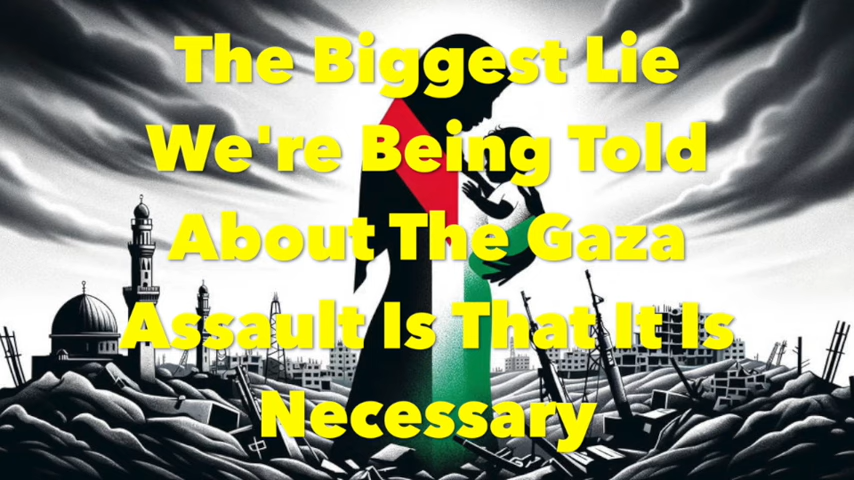 The Biggest Lie
We're Being Told
About The Gaza
Assault Is That It Is
Necessary